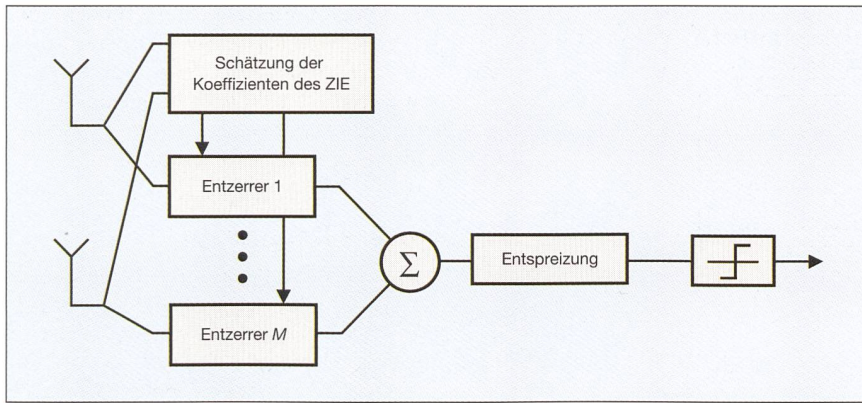 Schätzung der
Koeffizienten des ZIE
Entzerrer 1
Σ
Entspreizung
Entzerrer M